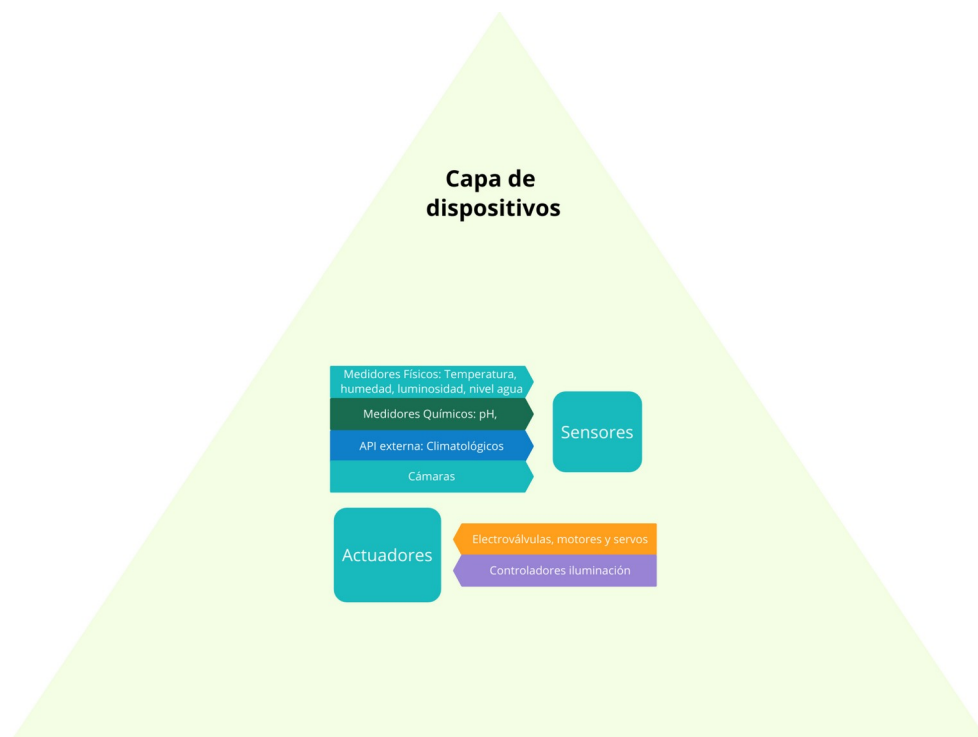 Capa de
dispositivos
Medidores Físicos: Temperatura,
humedad, luminosidad, nivel agua
Medidores Químicos: pH,
API externa: Climatológicos
Cámaras
Sensores
Actuadores
Electroválvulas, motores y servos
Controladores iluminación